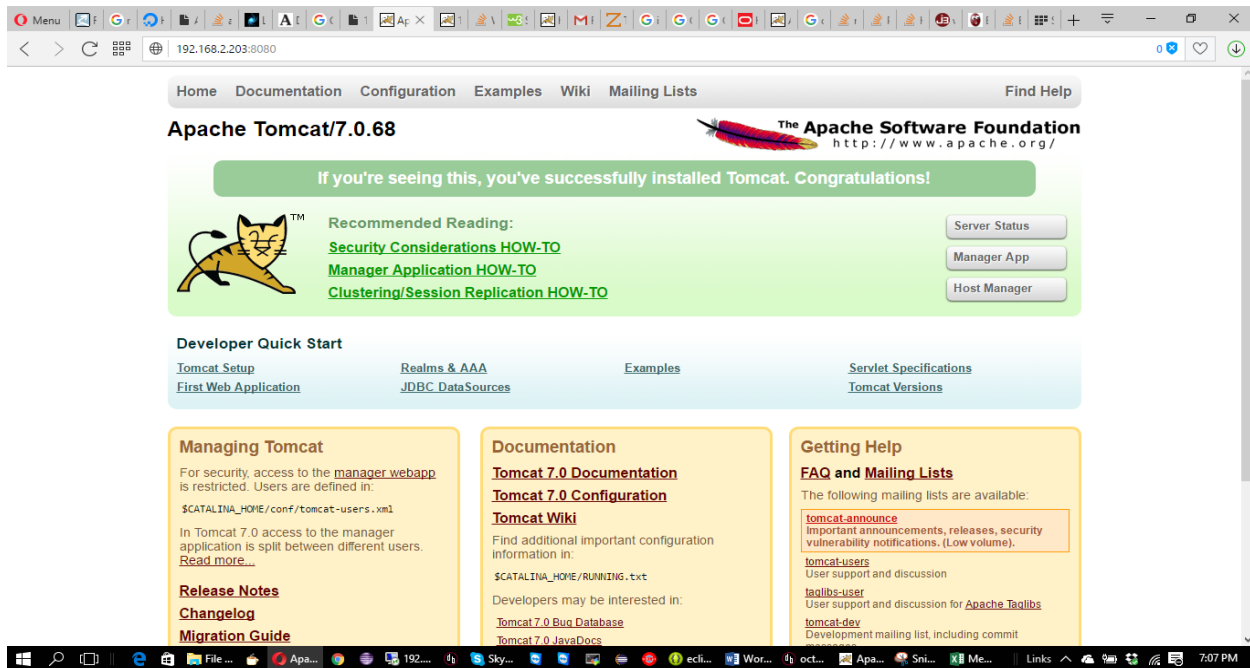 Menu
192.168.2.203:8080
0
Home Documentation Configuration Examples Wiki Mailing Lists Find Help
Apache Tomcat/7.0.68
The Apache Software Foundation
http://www.apache.org/
If you're seeing this, you've successfully installed Tomcat. Congratulations!
TM
Recommended Reading:
Security Considerations HOW-TO
Manager Application HOW-TO
Clustering/Session Replication HOW-TO
Server Status
Manager App
Host Manager
Developer Quick Start
Tomcat Setup
First Web Application
Realms & AAA
JDBC DataSources
Examples
Servlet Specifications
Tomcat Versions
Managing Tomcat
For security, access to the manager webapp
is restricted. Users are defined in:
$CATALINA_HOME/conf/tomcat-users.xml
In Tomcat 7.0 access to the manager
application is split between different users.
Read more...
Release Notes
Changelog
Migration Guide
Documentation
Tomcat 7.0 Documentation
Tomcat 7.0 Configuration
Tomcat Wiki
Find additional important configuration
information in:
$CATALINA_HOME/RUNNING.txt
Developers may be interested in:
Tomcat 7.0 Bug Database
Tomcat 7.0 JavaDocs
Getting Help
FAQ and Mailing Lists
The following mailing lists are available:
tomcat-announce
Important announcements, releases, security
vulnerability notifications. (Low volume).
tomcat-users
User support and discussion
taglibs-user
User support and discussion for Apache Taglibs
tomcat-dev
Development mailing list, including commit
File ... Apa... 192.... Sky... ecli... Wor... oct... Apa... Sni... Me... Links 7:07 PM